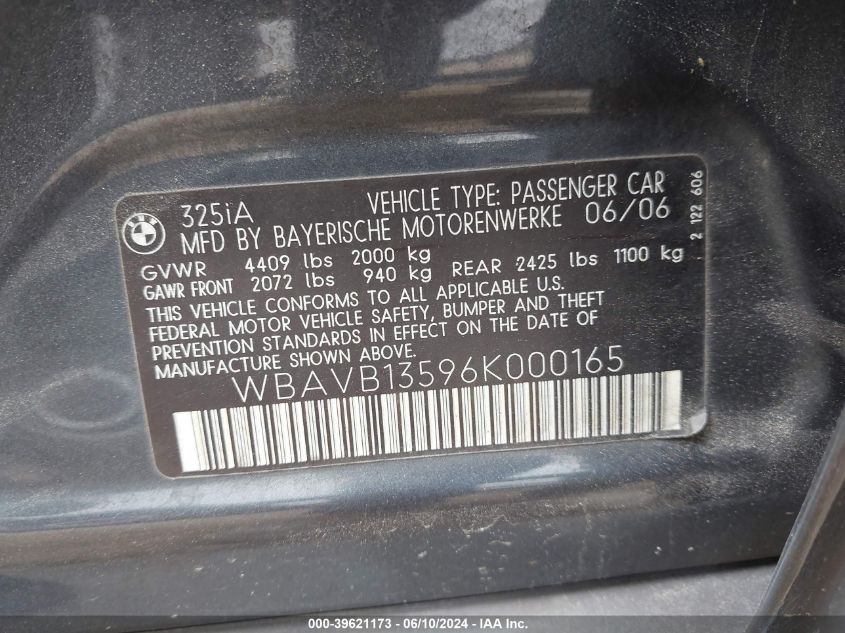 BMW
325iA VEHICLE TYPE: PASSENGER CAR
MFD BY BAYERISCHE MOTORENWERKE 06/06
GVWR 4409 lbs 2000 kg
GAWR FRONT 2072 lbs 940 kg REAR 2425 lbs 1100 kg
THIS VEHICLE CONFORMS TO ALL APPLICABLE U.S.
FEDERAL MOTOR VEHICLE SAFETY, BUMPER AND THEFT
PREVENTION STANDARDS IN EFFECT ON THE DATE OF
MANUFACTURE SHOWN ABOVE.
WBAVB13596K000165
2 122 606
000-39621173 - 06/10/2024 - IAA Inc.